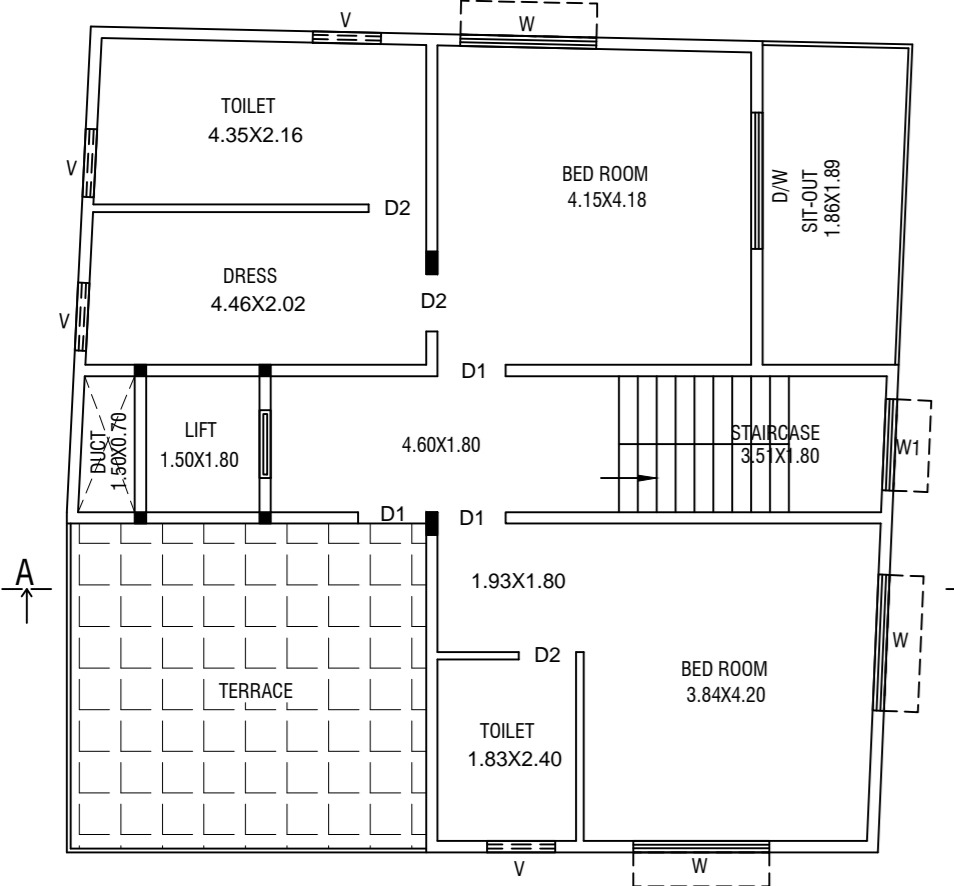 V
W
TOILET
4.35X2.16
V
BED ROOM
4.15X4.18
D/W
SIT-OUT
1.86X1.89
D2
DRESS
4.46X2.02
D2
V
D1
DUCT
1.50X0.70
LIFT
1.50X1.80
4.60X1.80
STAIRCASE
3.51X1.80
W1
D1
D1
A
1.93X1.80
D2
W
TERRACE
BED ROOM
3.84X4.20
TOILET
1.83X2.40
V
W